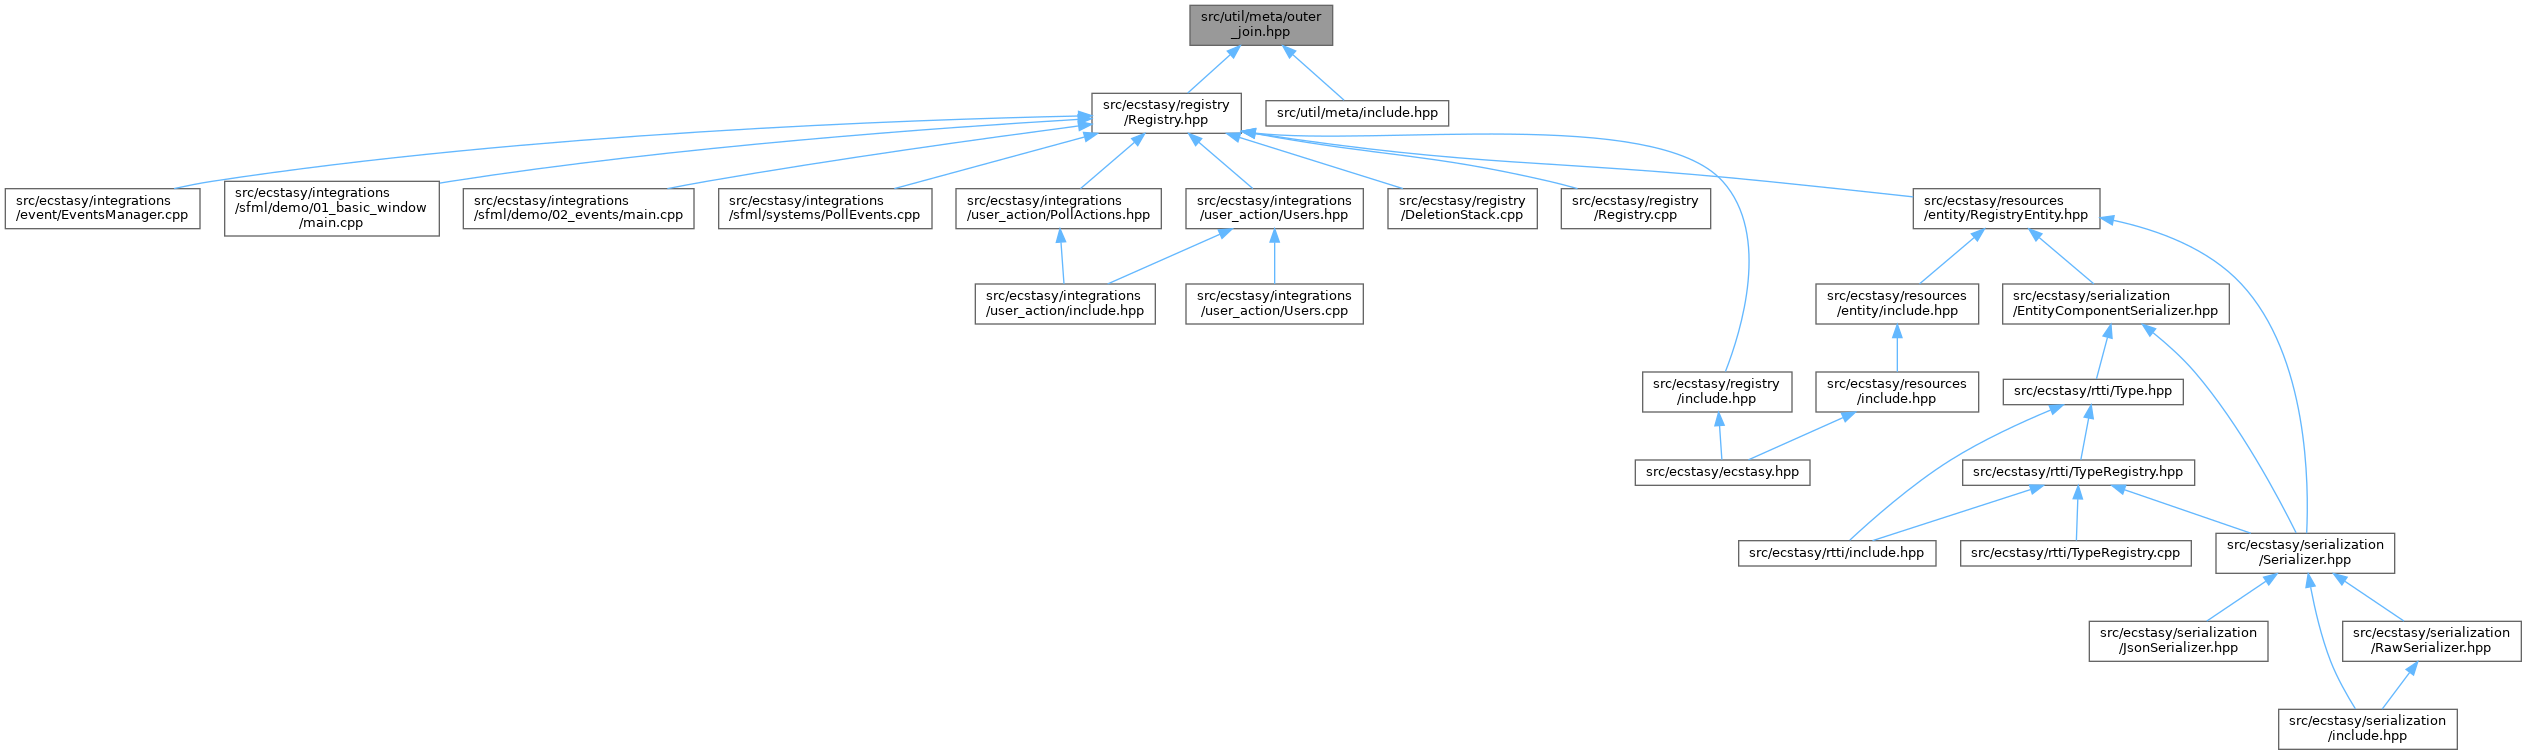 src/util/meta/outer
_join.hpp
src/ecstasy/registry
/Registry.hpp
src/util/meta/include.hpp
src/ecstasy/integrations
/event/EventsManager.cpp
src/ecstasy/integrations
/sfml/demo/01_basic_window
/main.cpp
src/ecstasy/integrations
/sfml/demo/02_events/main.cpp
src/ecstasy/integrations
/sfml/systems/PollEvents.cpp
src/ecstasy/integrations
/user_action/PollActions.hpp
src/ecstasy/integrations
/user_action/Users.hpp
src/ecstasy/registry
/DeletionStack.cpp
src/ecstasy/registry
/Registry.cpp
src/ecstasy/resources
/entity/RegistryEntity.hpp
src/ecstasy/integrations
/user_action/include.hpp
src/ecstasy/integrations
/user_action/Users.cpp
src/ecstasy/resources
/entity/include.hpp
src/ecstasy/serialization
/EntityComponentSerializer.hpp
src/ecstasy/registry
/include.hpp
src/ecstasy/resources
/include.hpp
src/ecstasy/rtti/Type.hpp
src/ecstasy/ecstasy.hpp
src/ecstasy/rtti/TypeRegistry.hpp
src/ecstasy/rtti/include.hpp
src/ecstasy/rtti/TypeRegistry.cpp
src/ecstasy/serialization
/Serializer.hpp
src/ecstasy/serialization
/JsonSerializer.hpp
src/ecstasy/serialization
/RawSerializer.hpp
src/ecstasy/serialization
/include.hpp